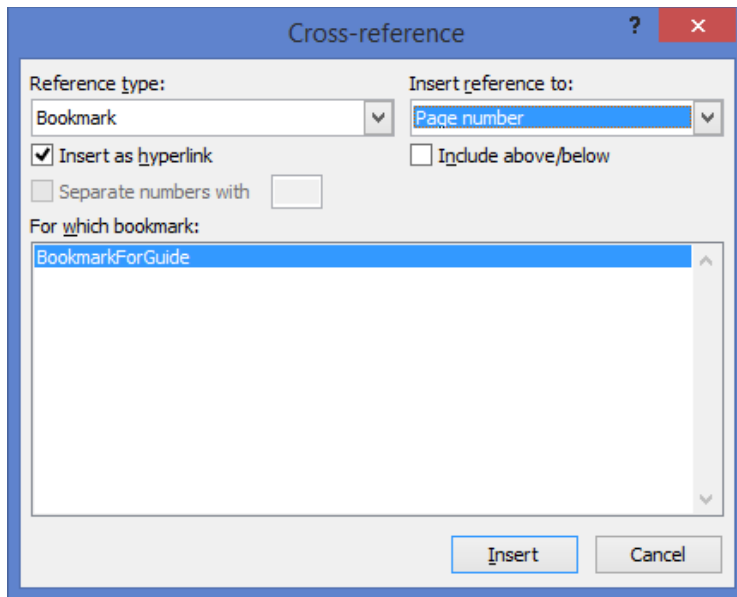 Cross-reference
?
Reference type:
Insert reference to:
Bookmark
Page number
Insert as hyperlink
Include above/below
Separate numbers with
For which bookmark:
BookmarkForGuide
Insert
Cancel